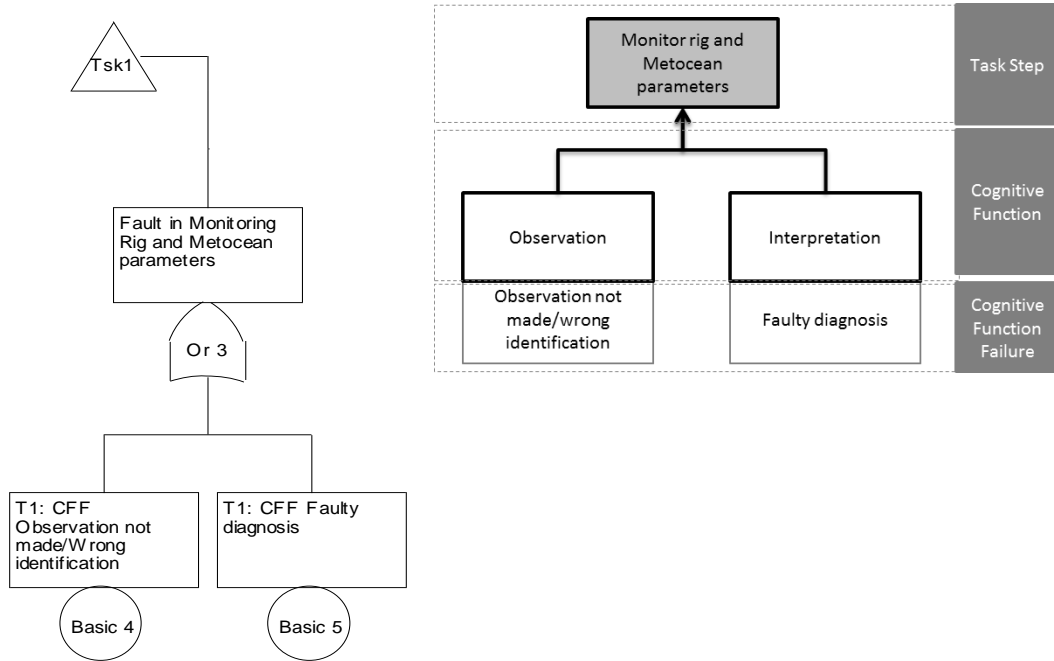 Tsk1
Fault in Monitoring
Rig and Metocean
parameters
Or 3
T1: CFF
Observation not
made/Wrong
identification
T1: CFF Faulty
diagnosis
Basic 4
Basic 5
Monitor rig and
Metocean
parameters
Task Step
Observation
Interpretation
Cognitive
Function
Observation not
made/wrong
identification
Faulty diagnosis
Cognitive
Function
Failure